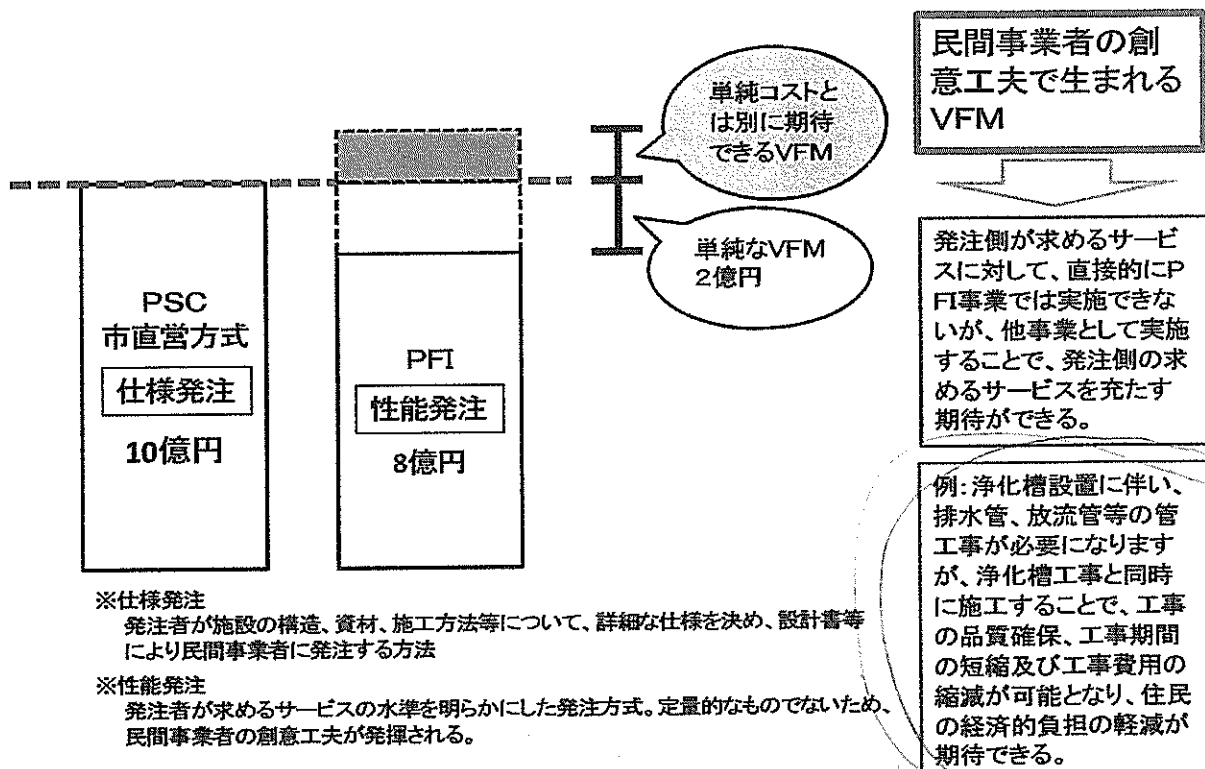 単純コストと
は別に期待
できるVFM
単純なVFM
2億円
PSC
市直営方式
仕様発注
10億円
PFI
性能発注
8億円
※仕様発注
発注者が施設の構造、資材、施工方法等について、詳細な仕様を決め、設計書等
により民間事業者に発注する方法
※性能発注
発注者が求めるサービスの水準を明らかにした発注方式。定量的なものでないため、
民間事業者の創意工夫が発揮される。
民間事業者の創
意工夫で生まれる
VFM
発注側が求めるサービ
スに対して、直接的にP
FI事業では実施できな
いが、他事業として実施
することで、発注側の求
めるサービスを充たす
期待ができる。
例:浄化槽設置に伴い、
排水管、放流管等の管
工事が必要になります
が、浄化槽工事と同時
に施工することで、工事
の品質確保、工事期間
の短縮及び工事費用の
縮減が可能となり、住民
の経済的負担の軽減が
期待できる。